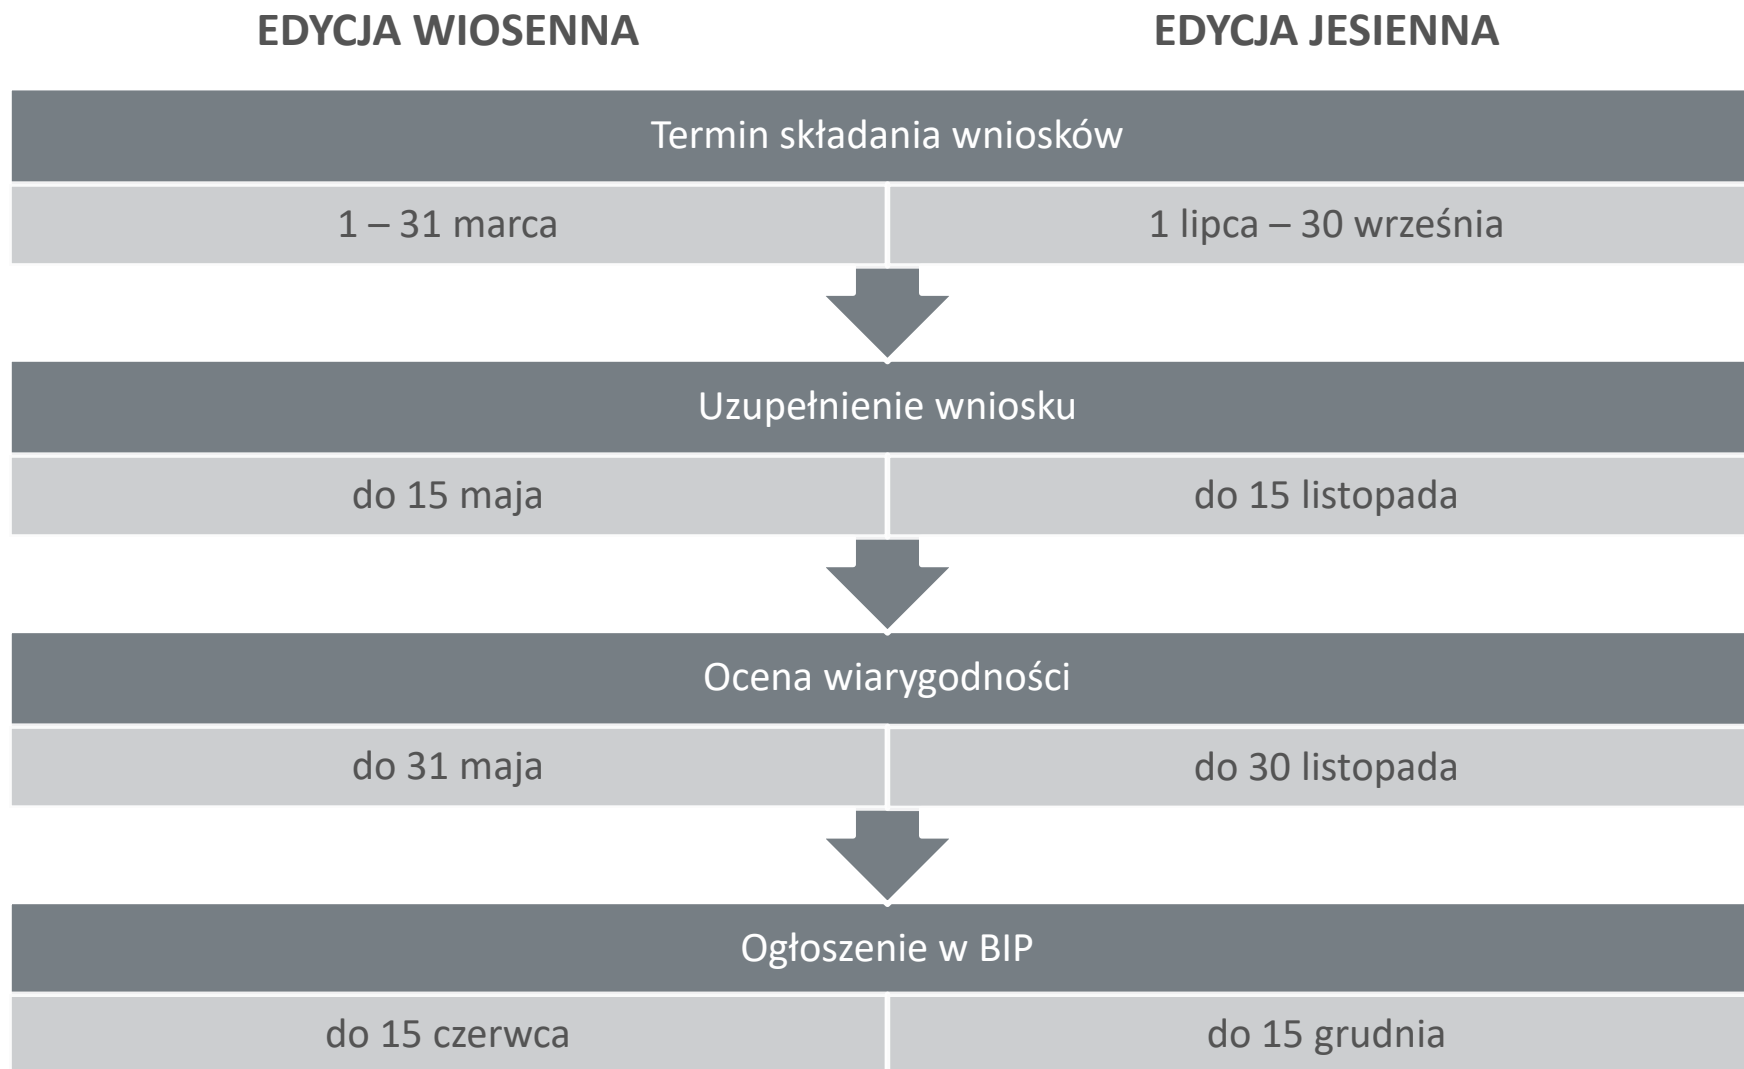 EDYCJA WIOSENNA
EDYCJA JESIENNA
Termin składania wniosków
1 – 31 marca
1 lipca – 30 września
Uzupełnienie wniosku
do 15 maja
do 15 listopada
Ocena wiarygodności
do 31 maja
do 30 listopada
Ogłoszenie w BIP
do 15 czerwca
do 15 grudnia